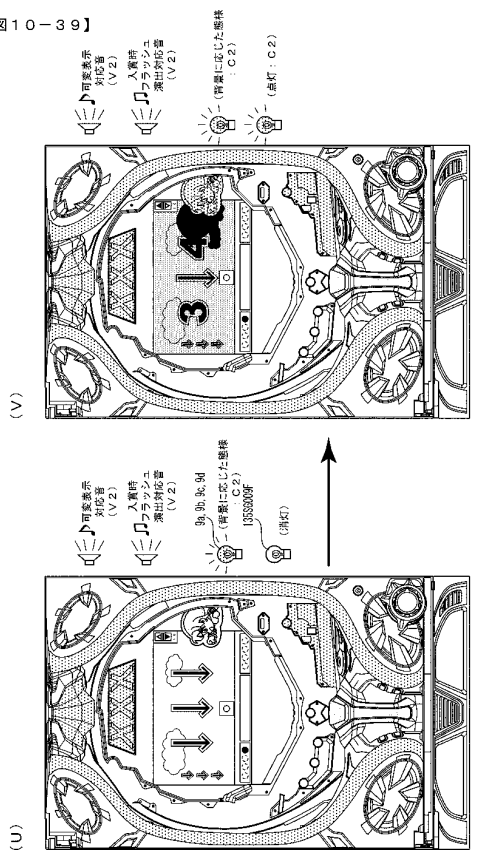 図10-39】
(U)
♪可変表示
対応音
(V2)
入賞時
フラッシュ
演出対応音
(V2)
9a,9b,9c,9d
(背景に応じた態様
:C2)
135SG009F
(消灯)
(V)
♪可変表示
対応音
(V2)
入賞時
フラッシュ
演出対応音
(V2)
(背景に応じた態様
:C2)
(点灯:C2)
3
4